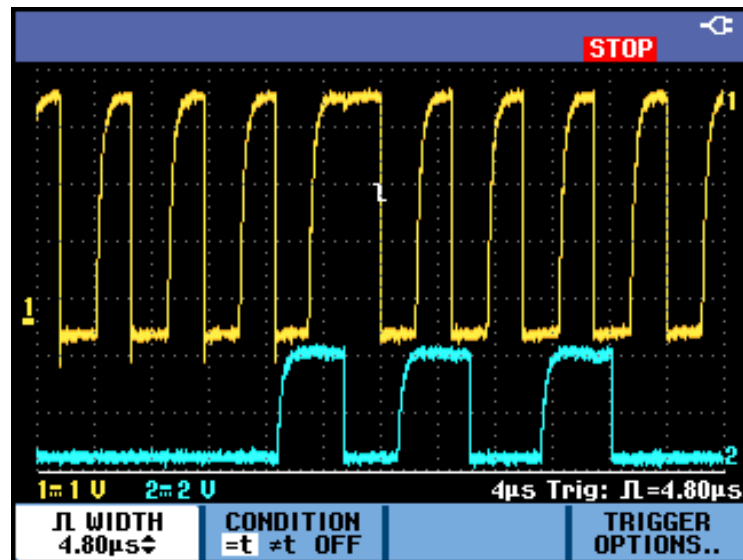 STOP
1
1
2
1⎓1 V 2⎓2 V 4µs Trig: ⎍=4.80µs
⎍ WIDTH CONDITION TRIGGER
4.80µs =t ≠t OFF OPTIONS..